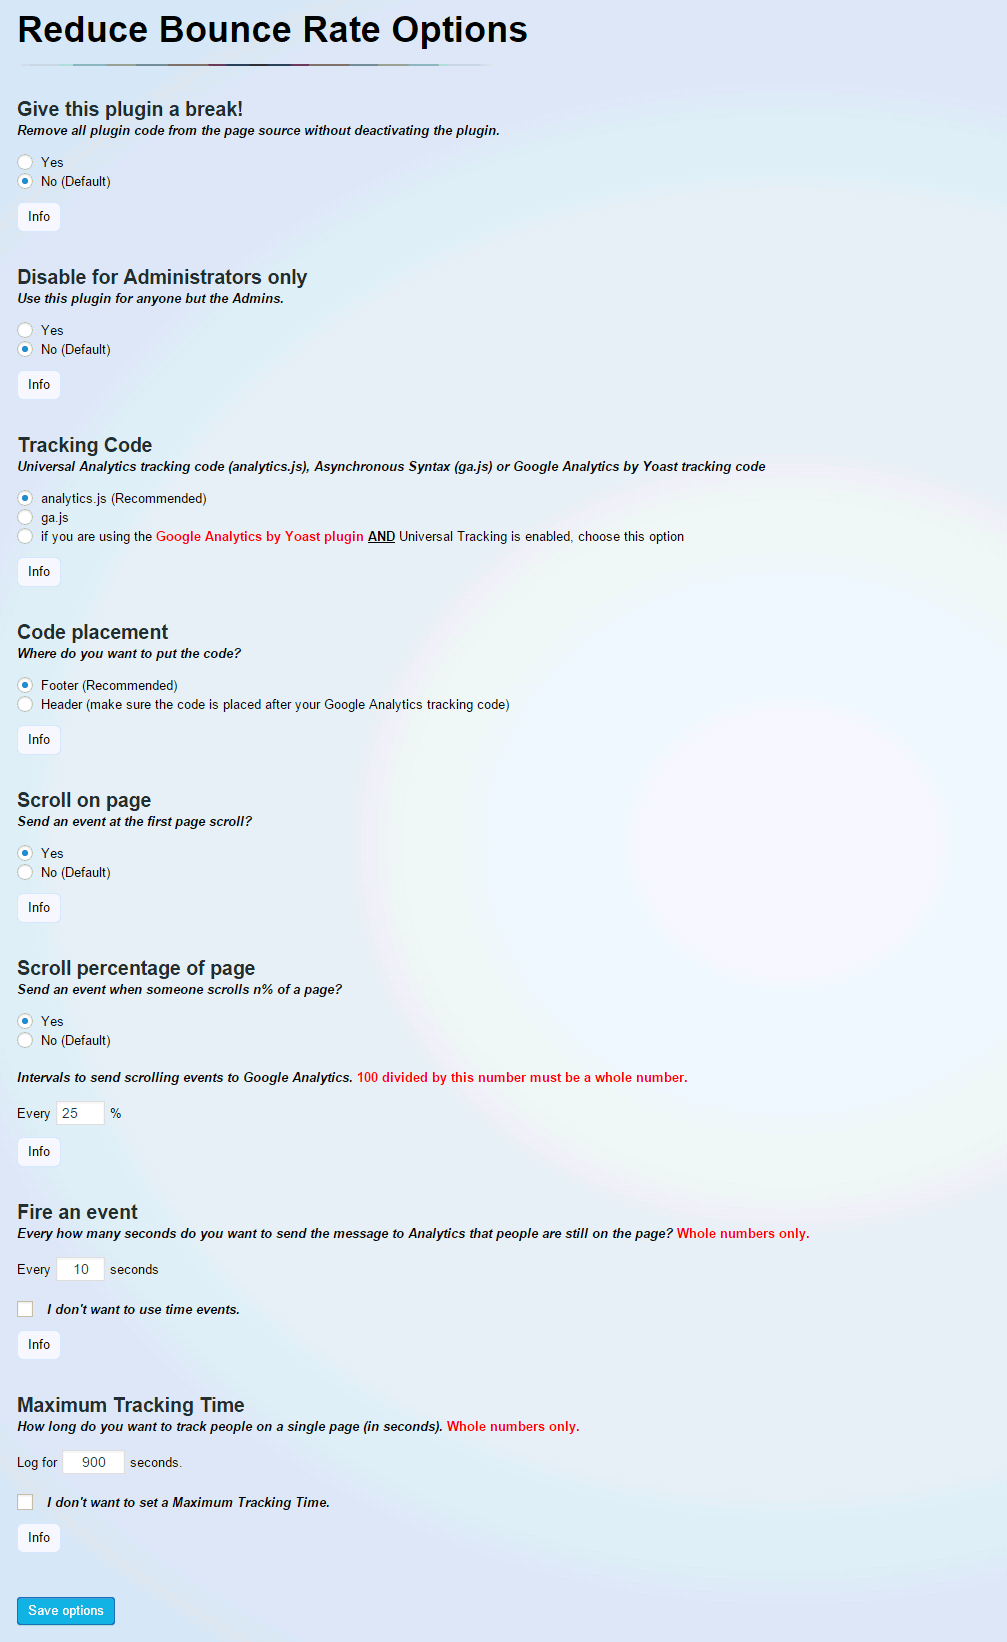 Reduce Bounce Rate Options
Give this plugin a break!
Remove all plugin code from the page source without deactivating the plugin.
Yes
No (Default)
Info
Disable for Administrators only
Use this plugin for anyone but the Admins.
Yes
No (Default)
Info
Tracking Code
Universal Analytics tracking code (analytics.js), Asynchronous Syntax (ga.js) or Google Analytics by Yoast tracking code
analytics.js (Recommended)
ga.js
if you are using the Google Analytics by Yoast plugin AND Universal Tracking is enabled, choose this option
Info
Code placement
Where do you want to put the code?
Footer (Recommended)
Header (make sure the code is placed after your Google Analytics tracking code)
Info
Scroll on page
Send an event at the first page scroll?
Yes
No (Default)
Info
Scroll percentage of page
Send an event when someone scrolls n% of a page?
Yes
No (Default)
Intervals to send scrolling events to Google Analytics. 100 divided by this number must be a whole number.
Every 25 %
Info
Fire an event
Every how many seconds do you want to send the message to Analytics that people are still on the page? Whole numbers only.
Every 10 seconds
I don't want to use time events.
Info
Maximum Tracking Time
How long do you want to track people on a single page (in seconds). Whole numbers only.
Log for 900 seconds.
I don't want to set a Maximum Tracking Time.
Info
Save options